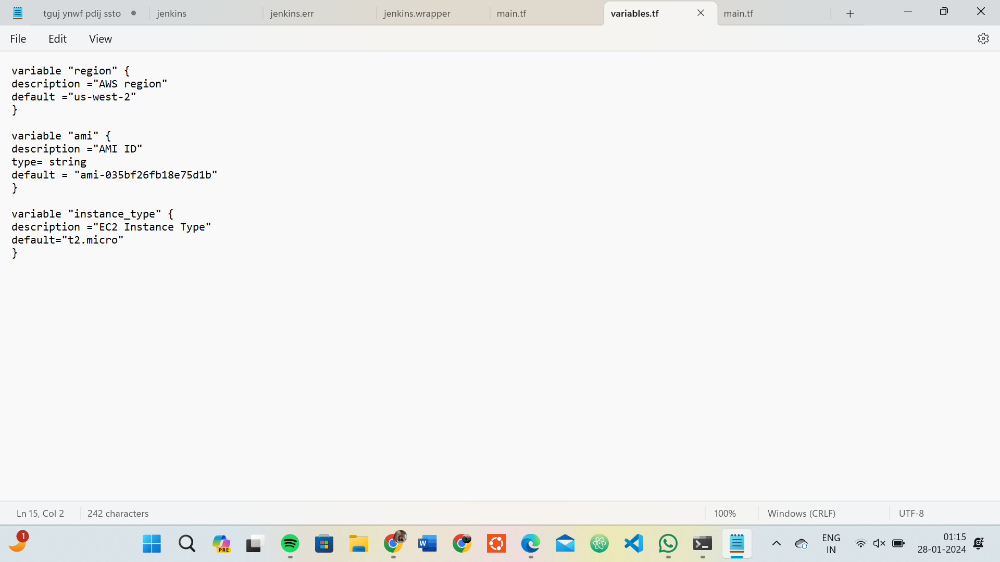 tguj ynwf pdij ssto
jenkins
jenkins.err
jenkins.wrapper
main.tf
variables.tf
main.tf
File
Edit
View
variable "region" {
description ="AWS region"
default ="us-west-2"
}
variable "ami" {
description ="AMI ID"
type= string
default = "ami-035bf26fb18e75d1b"
}
variable "instance_type" {
description ="EC2 Instance Type"
default="t2.micro"
}
Ln 15, Col 2
242 characters
100%
Windows (CRLF)
UTF-8
1
PRE
W
ENG
IN
01:15
28-01-2024